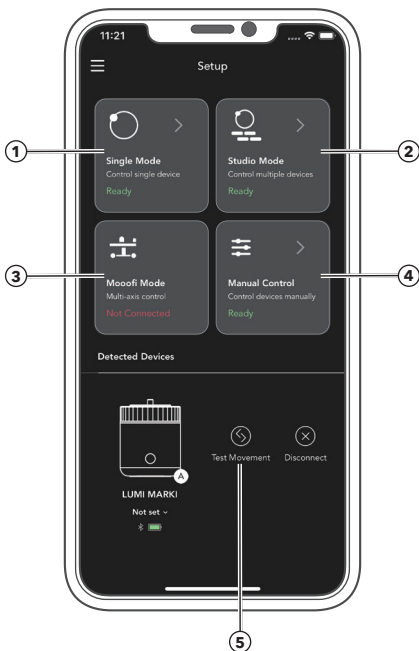 11:21
Setup
Single Mode
Control single device
Ready
Studio Mode
Control multiple devices
Ready
1
2
Mooofi Mode
Multi-axis control
Not Connected
Manual Control
Control devices manually
Ready
3
4
Detected Devices
A
Test Movement
Disconnect
LUMI MARKI
Not set
5